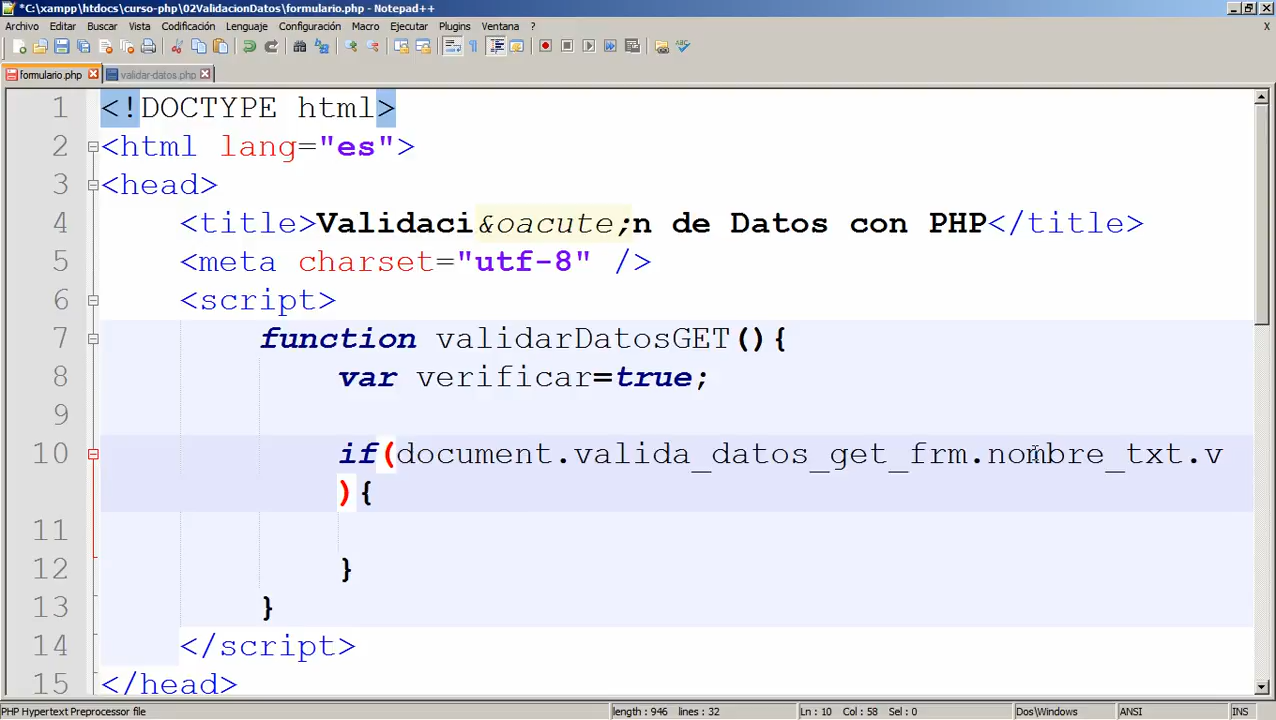 *C:\xampp\htdocs\curso-php\02ValidacionDatos\formulario.php - Notepad++
Archivo Editar Buscar Vista Codificación Lenguaje Configuración Macro Ejecutar Plugins Ventana ? X
formulario.php validar-datos.php
1 <!DOCTYPE html>
2 <html lang="es">
3 <head>
4 <title>Validaci&oacute;n de Datos con PHP</title>
5 <meta charset="utf-8" />
6 <script>
7 function validarDatosGET(){
8 var verificar=true;
9
10 if(document.valida_datos_get_frm.nombre_txt.v
){
11
12 }
13 }
14 </script>
15 </head>
PHP Hypertext Preprocessor file length : 946 lines : 32 Ln : 10 Col : 58 Sel : 0 Dos\Windows ANSI INS